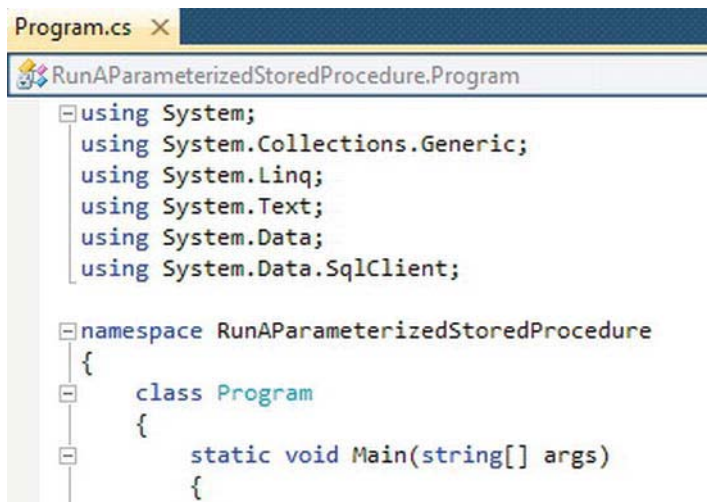 Program.cs
RunAParameterizedStoredProcedure.Program
using System;
using System.Collections.Generic;
using System.Linq;
using System.Text;
using System.Data;
using System.Data.SqlClient;
namespace RunAParameterizedStoredProcedure
{
class Program
{
static void Main(string[] args)
{